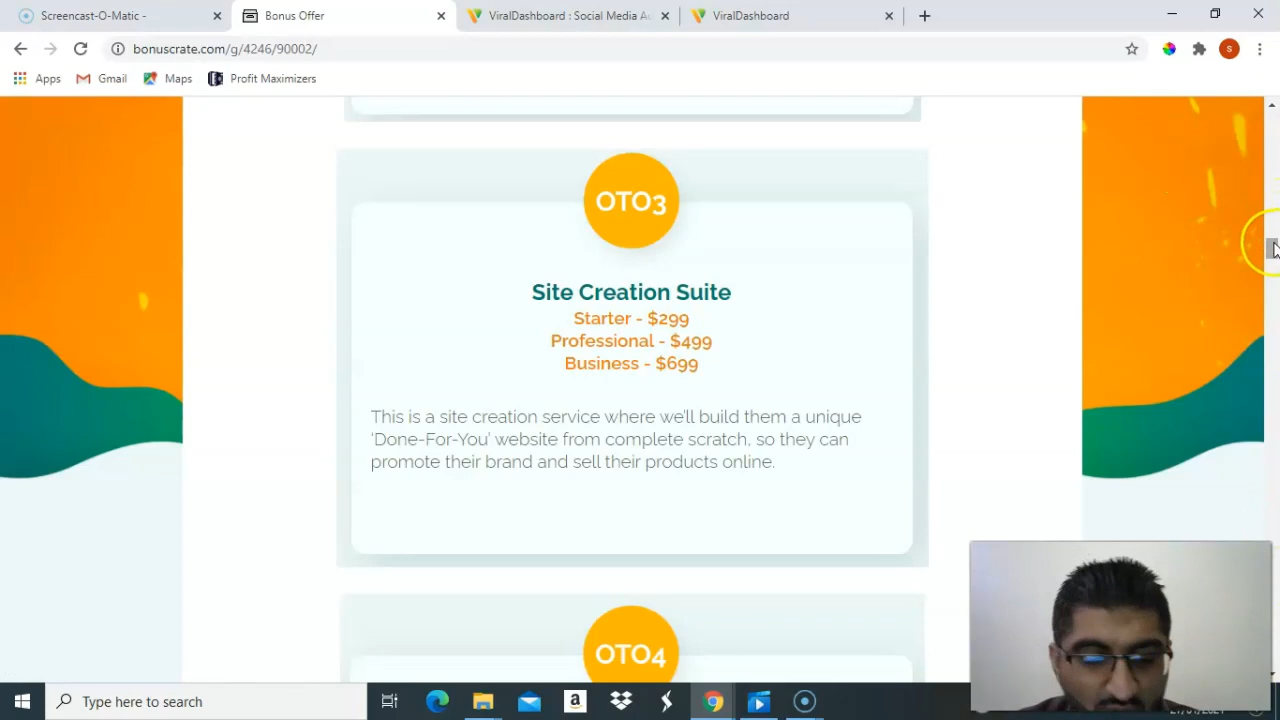 Screencast-O-Matic -
Bonus Offer
ViralDashboard : Social Media Au
ViralDashboard
bonuscrate.com/g/4246/90002/
S
Apps
Gmail
Maps
Profit Maximizers
OTO3
Site Creation Suite
Starter - $299
Professional - $499
Business - $699
This is a site creation service where we'll build them a unique
'Done-For-You' website from complete scratch, so they can
promote their brand and sell their products online.
OTO4
Type here to search